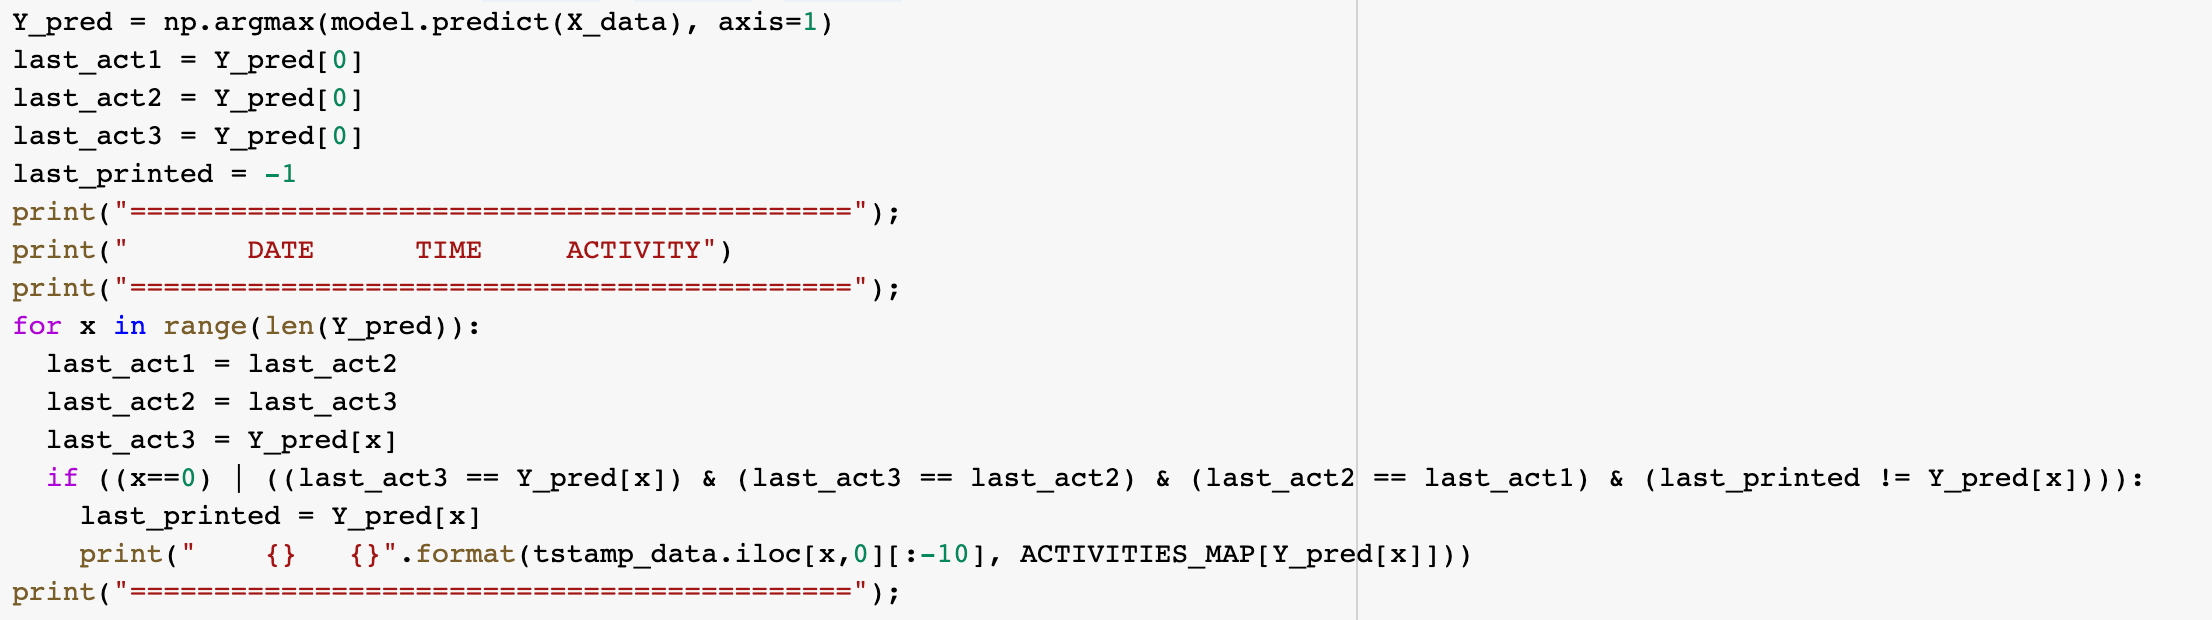 Y_pred = np.argmax(model.predict(X_data), axis=1)
last_act1 = Y_pred[0]
last_act2 = Y_pred[0]
last_act3 = Y_pred[0]
last_printed = -1
print("===========================================");
print("       DATE      TIME     ACTIVITY")
print("===========================================");
for x in range(len(Y_pred)):
  last_act1 = last_act2
  last_act2 = last_act3
  last_act3 = Y_pred[x]
  if ((x==0) | ((last_act3 == Y_pred[x]) & (last_act3 == last_act2) & (last_act2 == last_act1) & (last_printed != Y_pred[x]))):
    last_printed = Y_pred[x]
    print("    {}   {}".format(tstamp_data.iloc[x,0][:-10], ACTIVITIES_MAP[Y_pred[x]]))
print("===========================================");